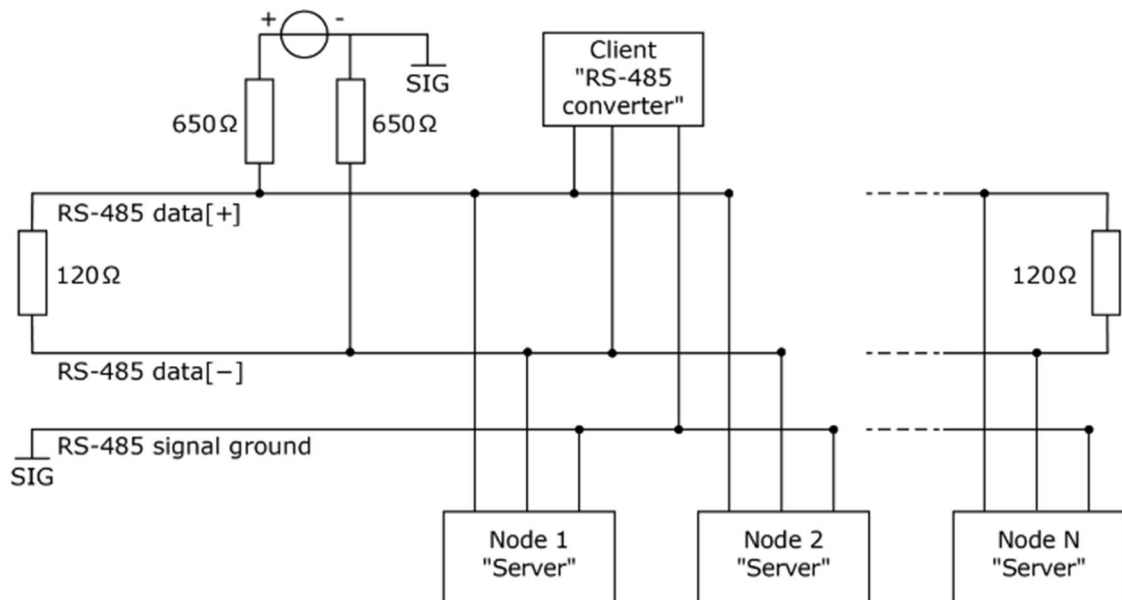 + -
SIG
650Ω
650Ω
Client
"RS-485
converter"
RS-485 data[+]
120Ω
120Ω
RS-485 data[−]
RS-485 signal ground
SIG
Node 1
"Server"
Node 2
"Server"
Node N
"Server"